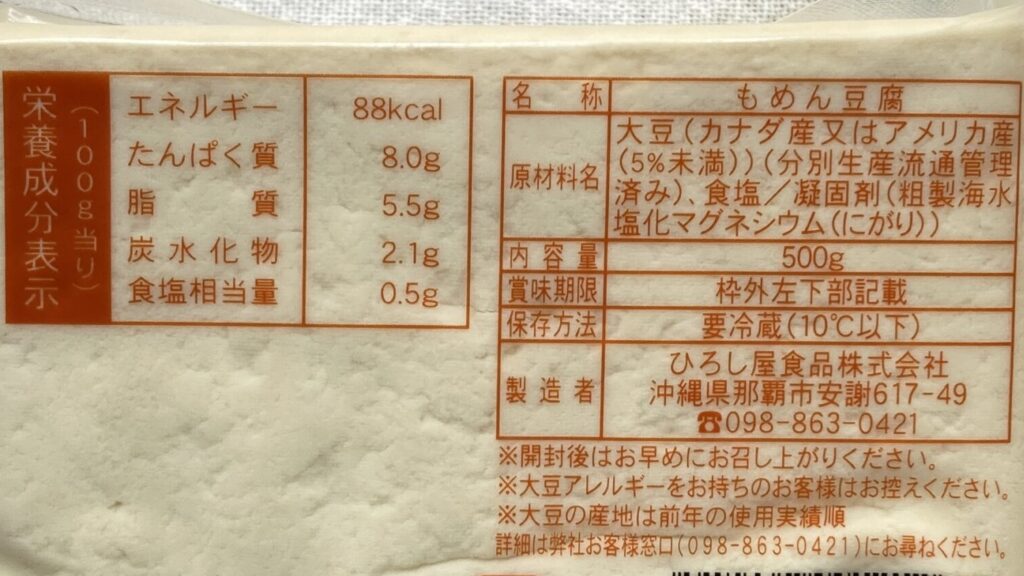 栄養成分表示
(100g当り)
エネルギー 88kcal
たんぱく質 8.0g
脂質 5.5g
炭水化物 2.1g
食塩相当量 0.5g
名称 もめん豆腐
原材料名
大豆(カナダ産又はアメリカ産
(5%未満))(分別生産流通管理
済み)、食塩/凝固剤(粗製海水
塩化マグネシウム(にがり))
内容量 500g
賞味期限 枠外左下部記載
保存方法 要冷蔵(10℃以下)
製造者
ひろし屋食品株式会社
沖縄県那覇市安謝617-49
☎098-863-0421
※開封後はお早めにお召し上がりください。
※大豆アレルギーをお持ちのお客様はお控えください。
※大豆の産地は前年の使用実績順
詳細は弊社お客様窓口(098-863-0421)にお尋ねください。